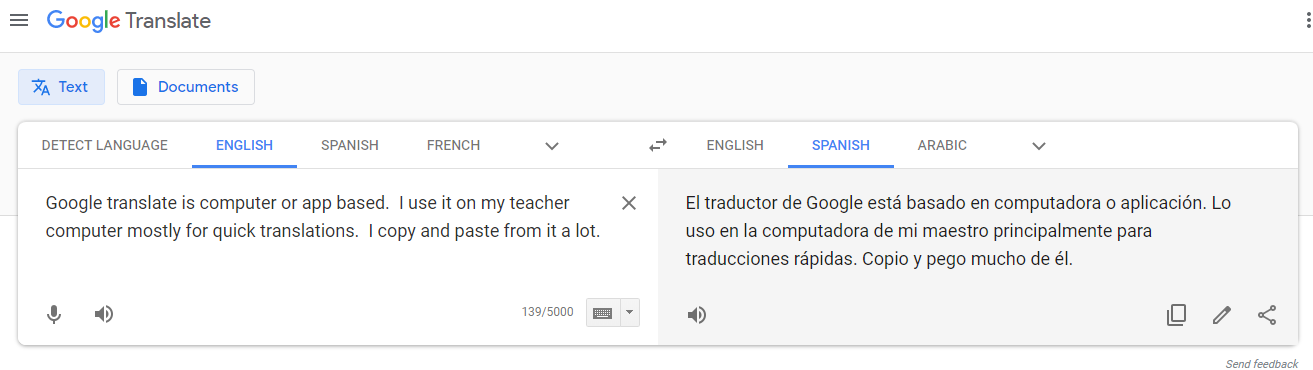 Google Translate
Text
Documents
DETECT LANGUAGE ENGLISH SPANISH FRENCH ENGLISH SPANISH ARABIC
Google translate is computer or app based.  I use it on my teacher
computer mostly for quick translations.  I copy and paste from it a lot.
139/5000
El traductor de Google está basado en computadora o aplicación. Lo
uso en la computadora de mi maestro principalmente para
traducciones rápidas. Copio y pego mucho de él.
Send feedback